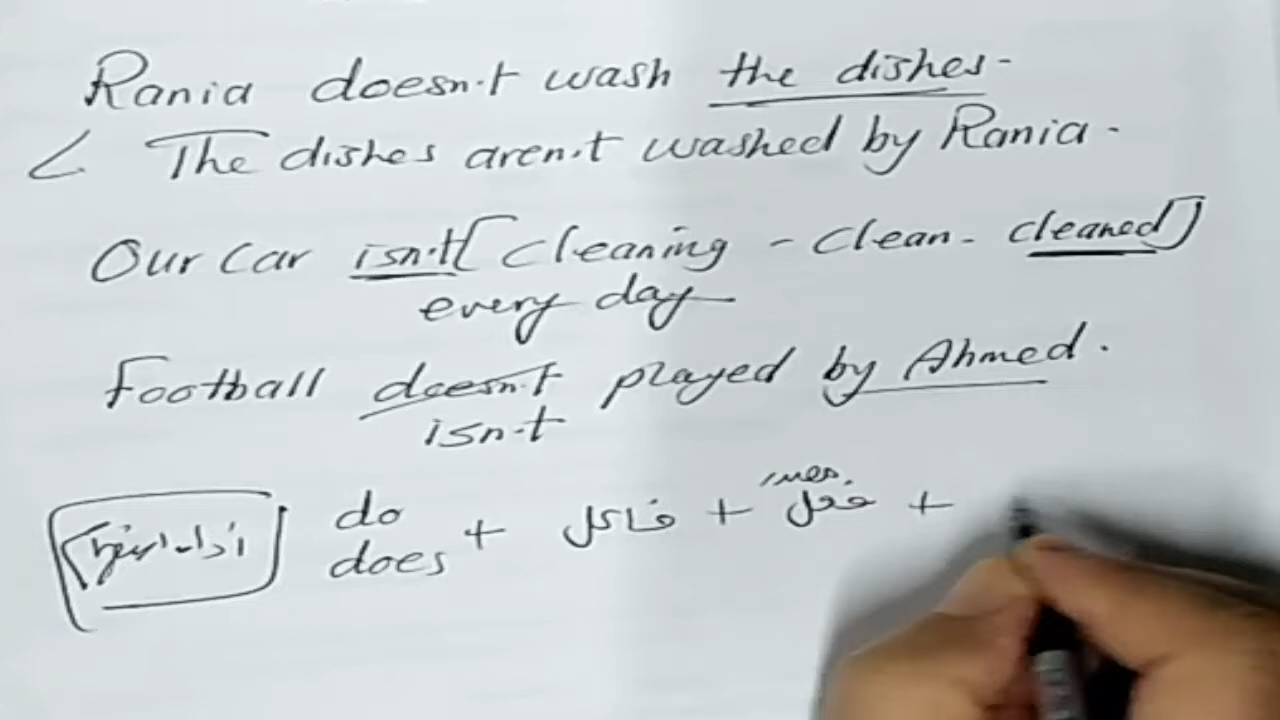 Rania doesn't wash the dishes.
The dishes aren't washed by Rania.
Our car isn't [cleaning - clean - cleaned]
every day
Football doesn't played by Ahmed.
isn't
do
does + فاعل + فعل +